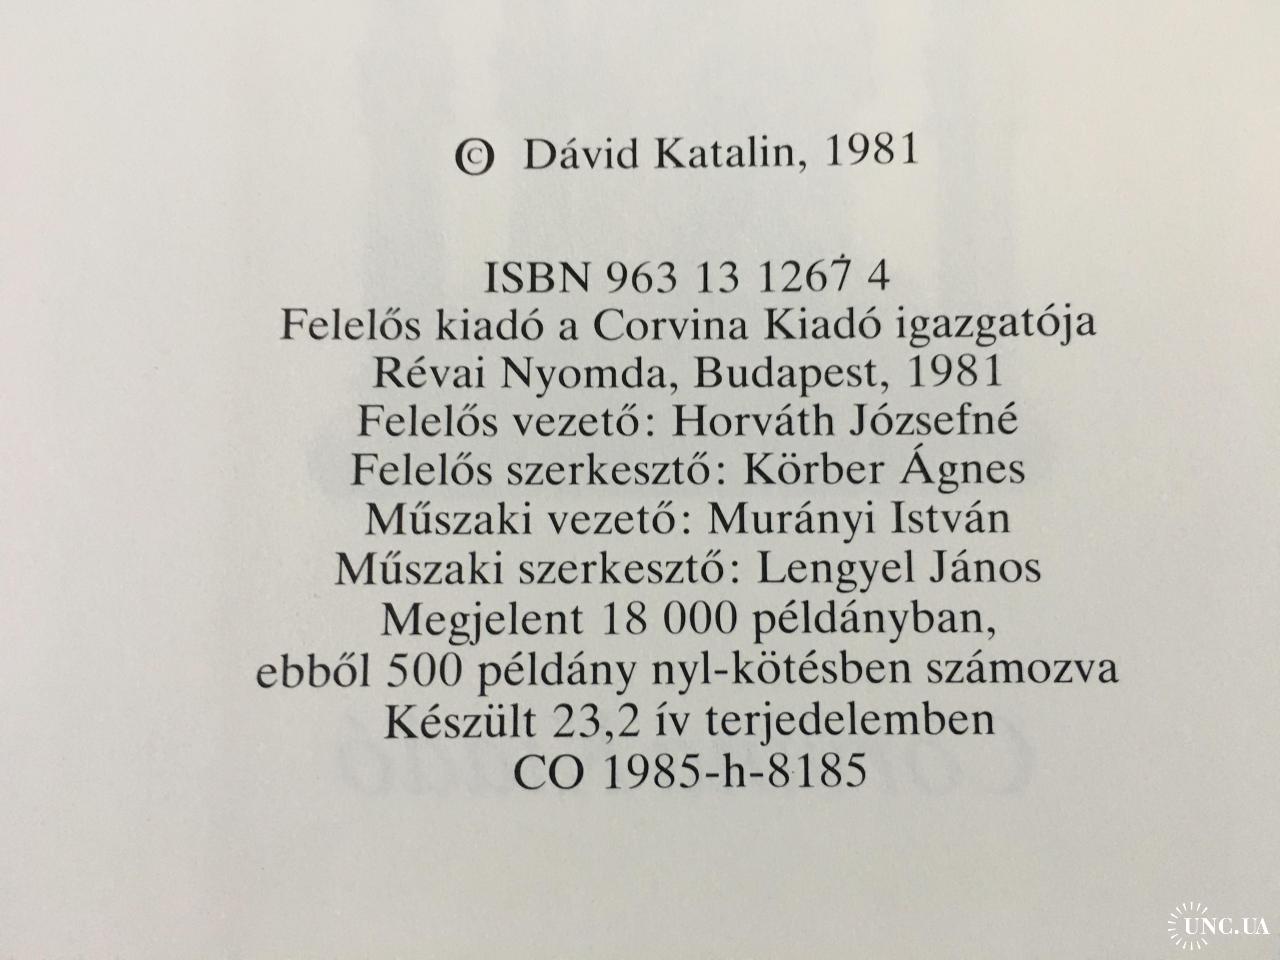 © Dávid Katalin, 1981
ISBN 963 13 1267 4
Felelős kiadó a Corvina Kiadó igazgatója
Révai Nyomda, Budapest, 1981
Felelős vezető: Horváth Józsefné
Felelős szerkesztő: Körber Ágnes
Műszaki vezető: Murányi István
Műszaki szerkesztő: Lengyel János
Megjelent 18 000 példányban,
ebből 500 példány nyl-kötésben számozva
Készült 23,2 ív terjedelemben
CO 1985-h-8185
UNC.UA